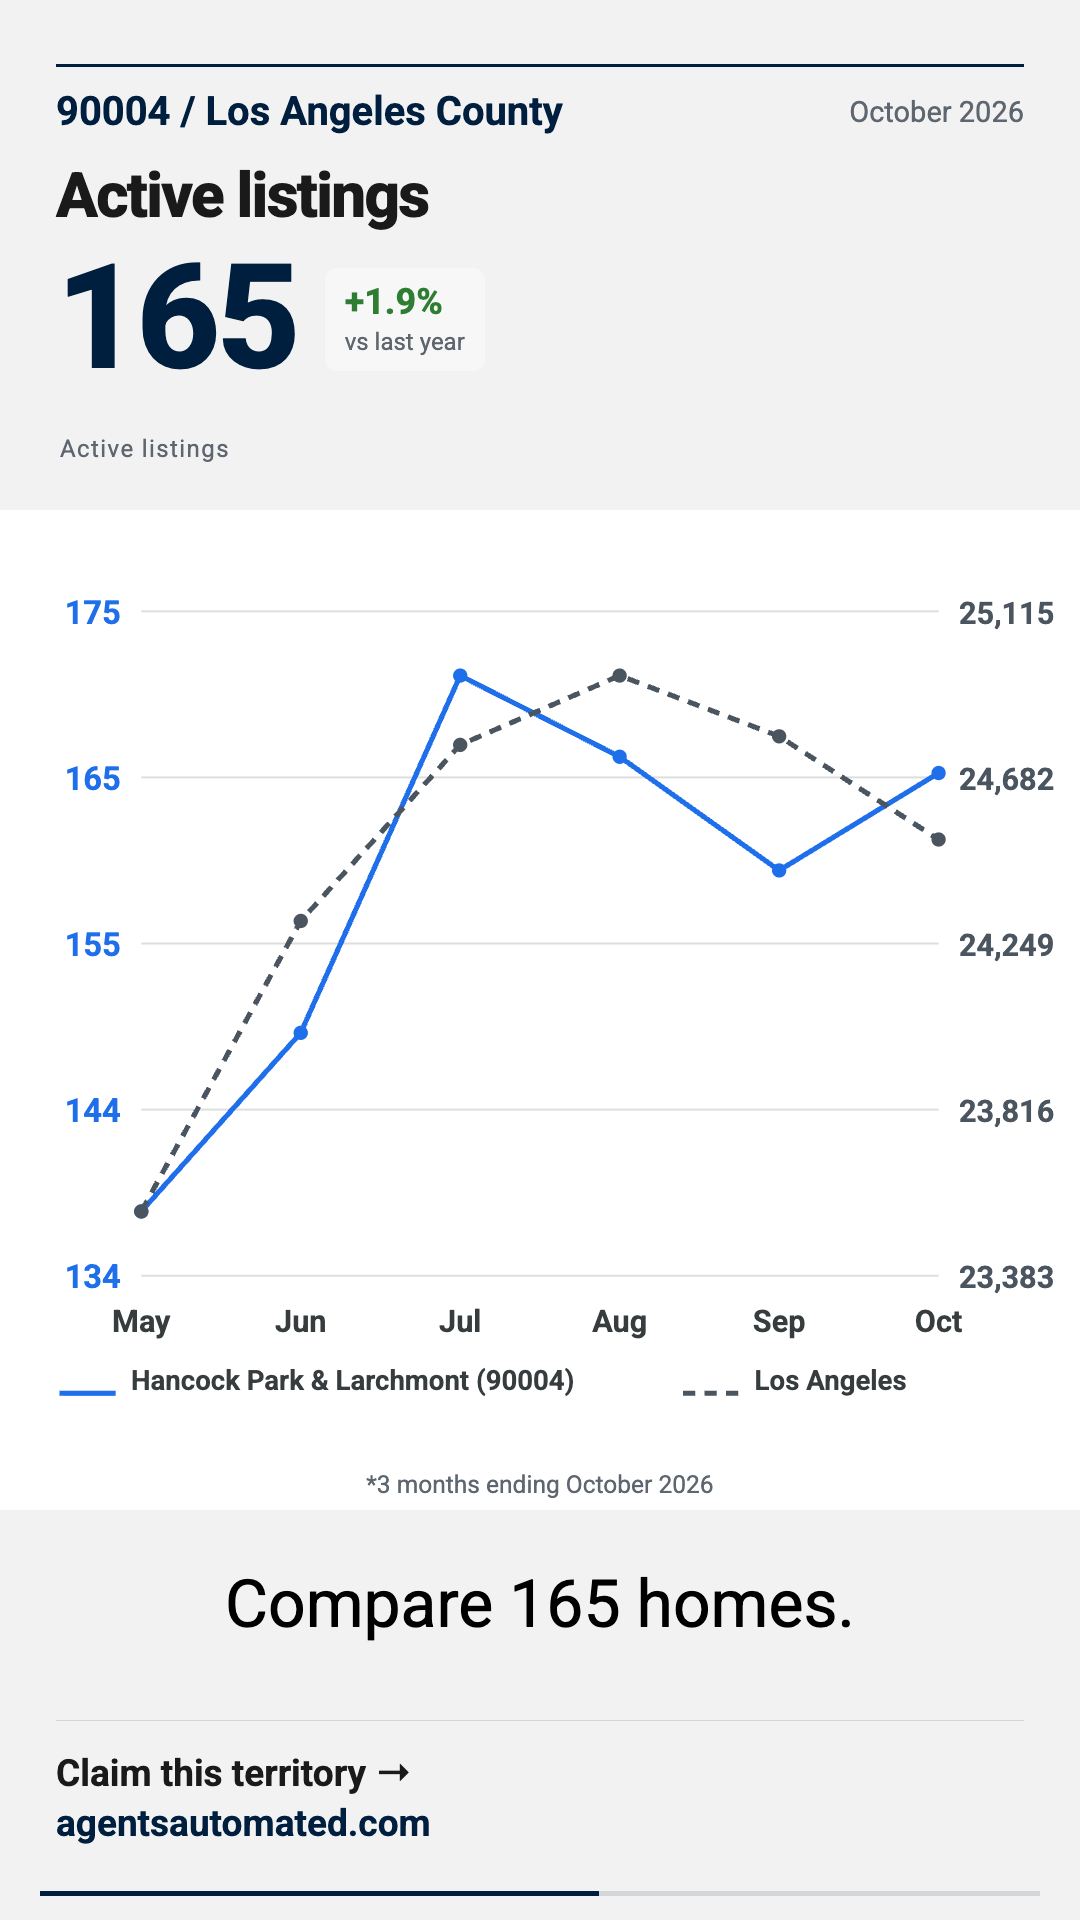 90004 / Los Angeles County
October 2026
Active listings
165
+1.9%
vs last year
Active listings
175
25,115
165
24,682
155
24,249
144
23,816
134
23,383
May Jun Jul Aug Sep Oct
Hancock Park & Larchmont (90004)
Los Angeles
*3 months ending October 2026
Compare 165 homes.
Claim this territory →
agentsautomated.com